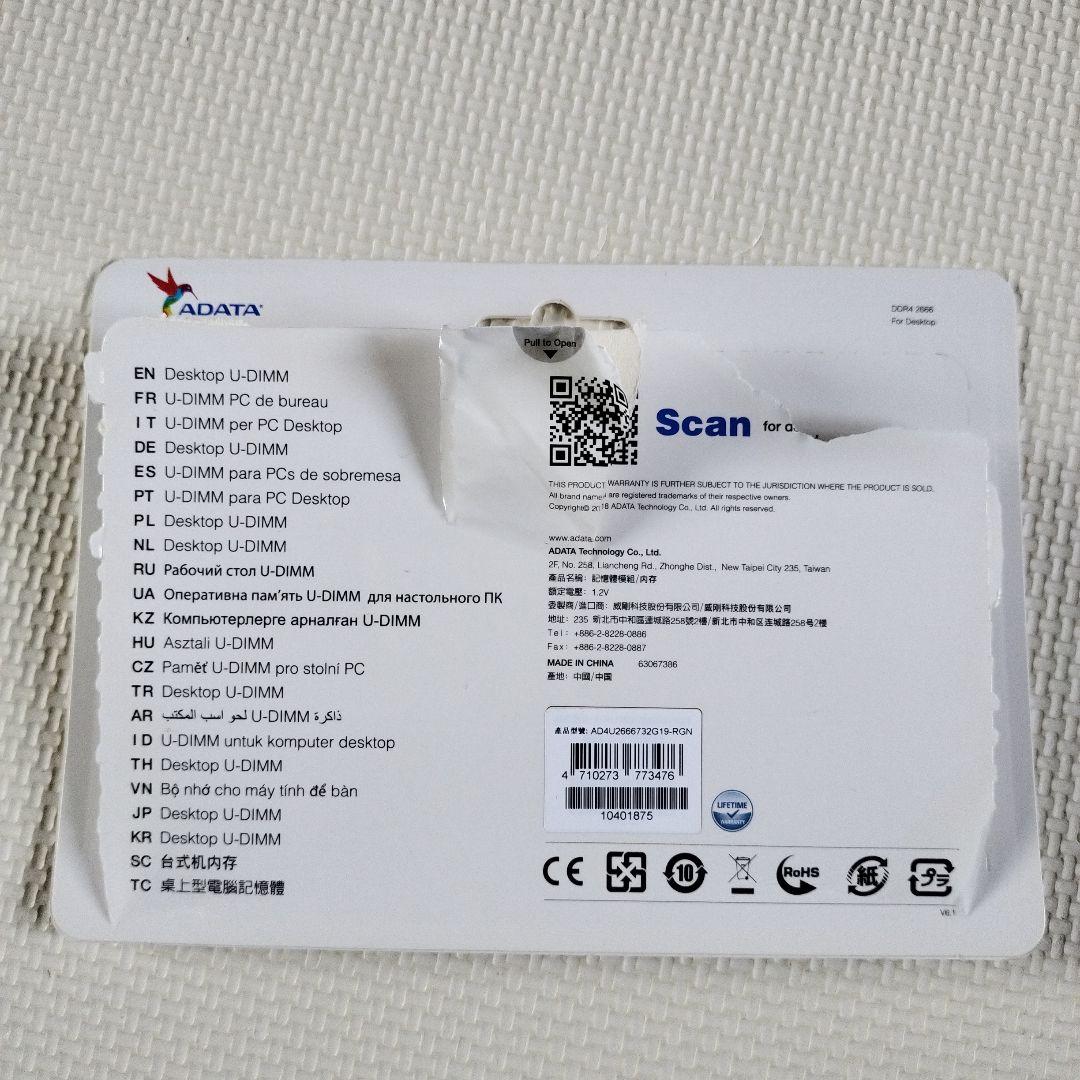 ADATA
DDR4 2666
For Desktop
Pull to Open
EN Desktop U-DIMM
FR U-DIMM PC de bureau
IT U-DIMM per PC Desktop
DE Desktop U-DIMM
ES U-DIMM para PCs de sobremesa
PT U-DIMM para PC Desktop
PL Desktop U-DIMM
NL Desktop U-DIMM
RU Рабочий стол U-DIMM
UA Оперативна пам'ять U-DIMM для настольного ПК
KZ Компьютерлерге арналған U-DIMM
HU Asztali U-DIMM
CZ Paměť U-DIMM pro stolní PC
TR Desktop U-DIMM
AR ذاكرة U-DIMM لحو اسب المكتب
ID U-DIMM untuk komputer desktop
TH Desktop U-DIMM
VN Bộ nhớ cho máy tính để bàn
JP Desktop U-DIMM
KR Desktop U-DIMM
SC 台式机内存
TC 桌上型電腦記憶體
Scan for
THIS PRODUCT WARRANTY IS FURTHER SUBJECT TO THE JURISDICTION WHERE THE PRODUCT IS SOLD.
All brand names are registered trademarks of their respective owners.
Copyright© 2018 ADATA Technology Co., Ltd. All rights reserved.
www.adata.com
ADATA Technology Co., Ltd.
2F, No. 258, Liancheng Rd., Zhonghe Dist., New Taipei City 235, Taiwan
產品名稱: 記憶體模組/内存
額定電壓: 1.2V
委製商/進口商: 威剛科技股份有限公司/威刚科技股份有限公司
地址: 235 新北市中和區連城路258號2樓/新北市中和区连城路258号2楼
Tel: +886-2-8228-0886
Fax: +886-2-8228-0887
MADE IN CHINA 63067386
產地: 中國/中国
產品型號: AD4U2666732G19-RGN
4 710273 773476
10401875
LIFETIME
WARRANTY
CE
10
RoHS
紙
プラ
V6.1